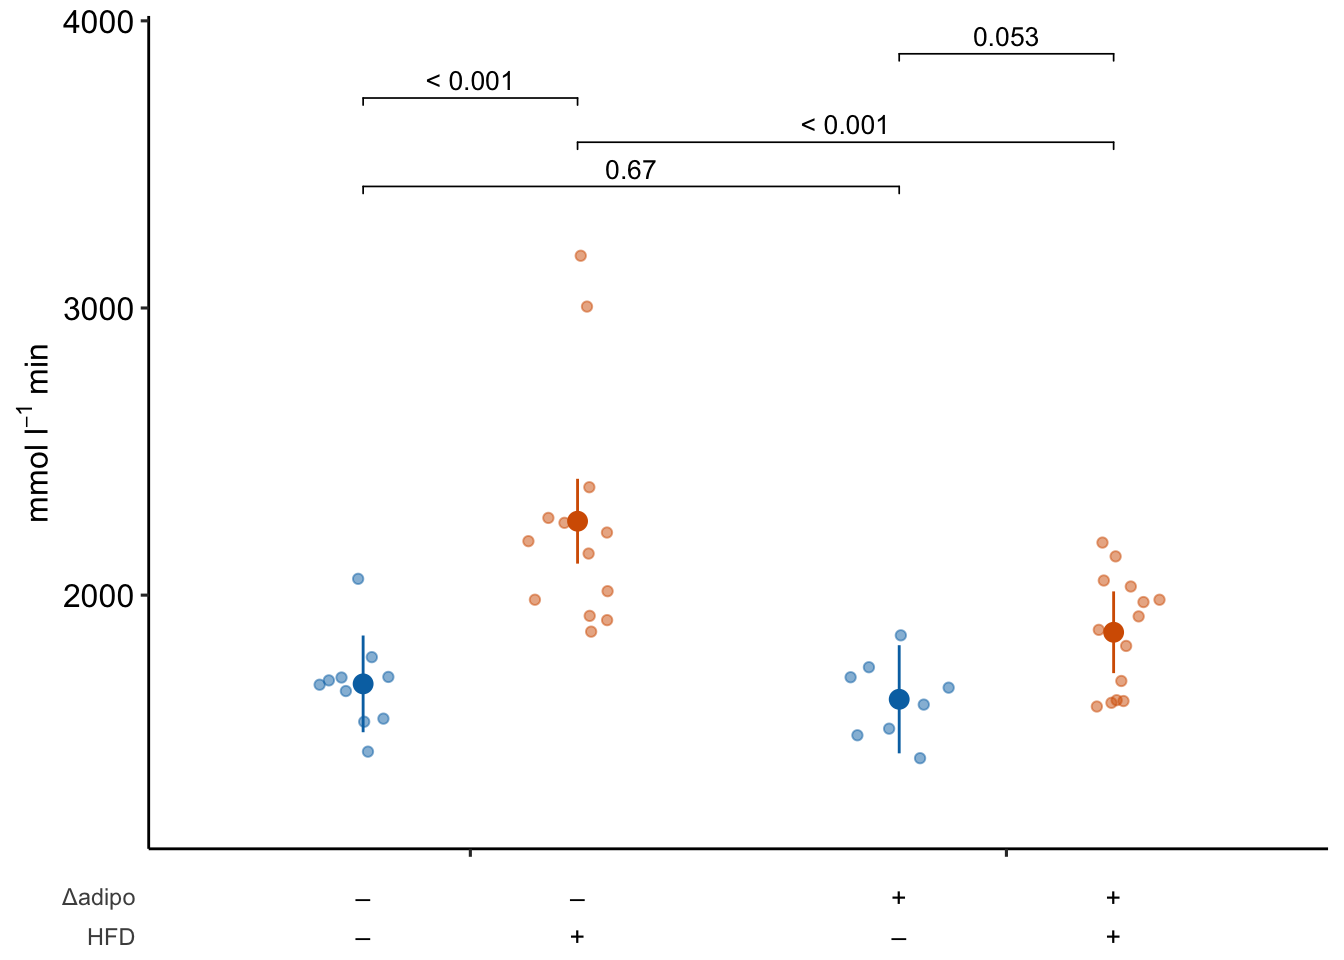 4000
0.053
< 0.001
< 0.001
0.67
3000
mmol l⁻¹ min
2000
Δadipo – – + +
HFD – + – +